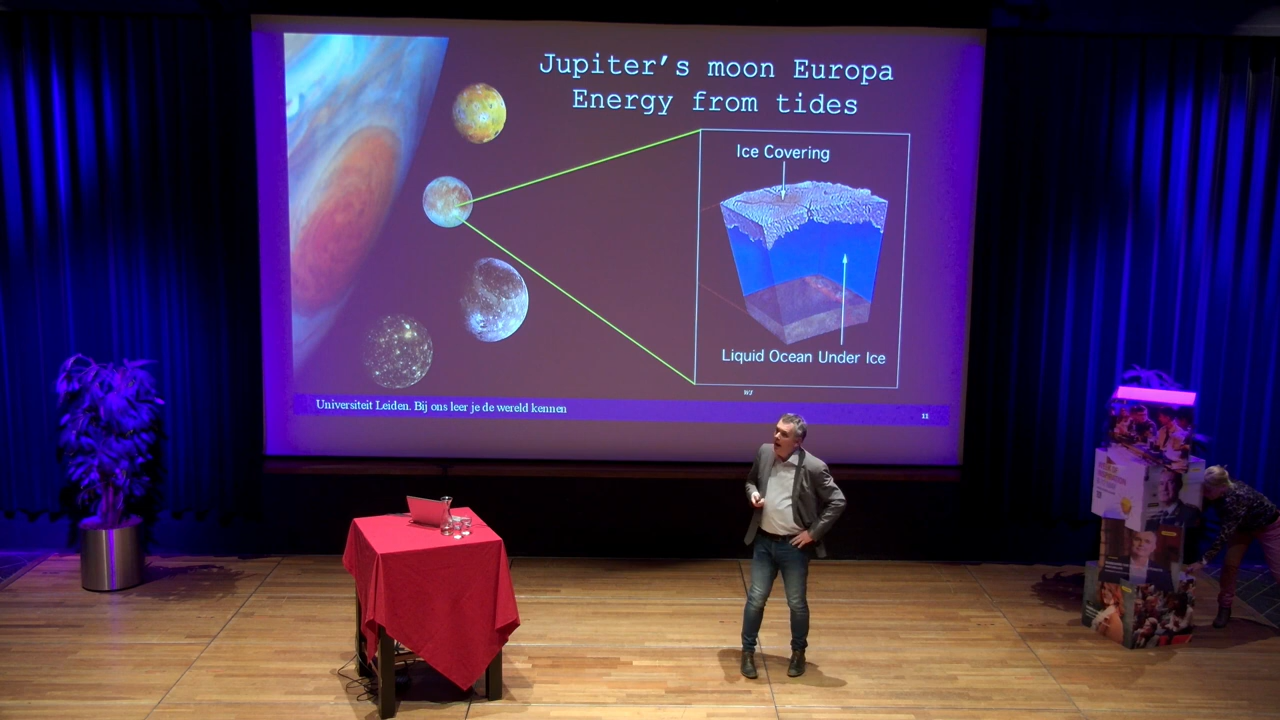 Jupiter's moon Europa
Energy from tides
Ice Covering
Liquid Ocean Under Ice
Universiteit Leiden. Bij ons leer je de wereld kennen
11